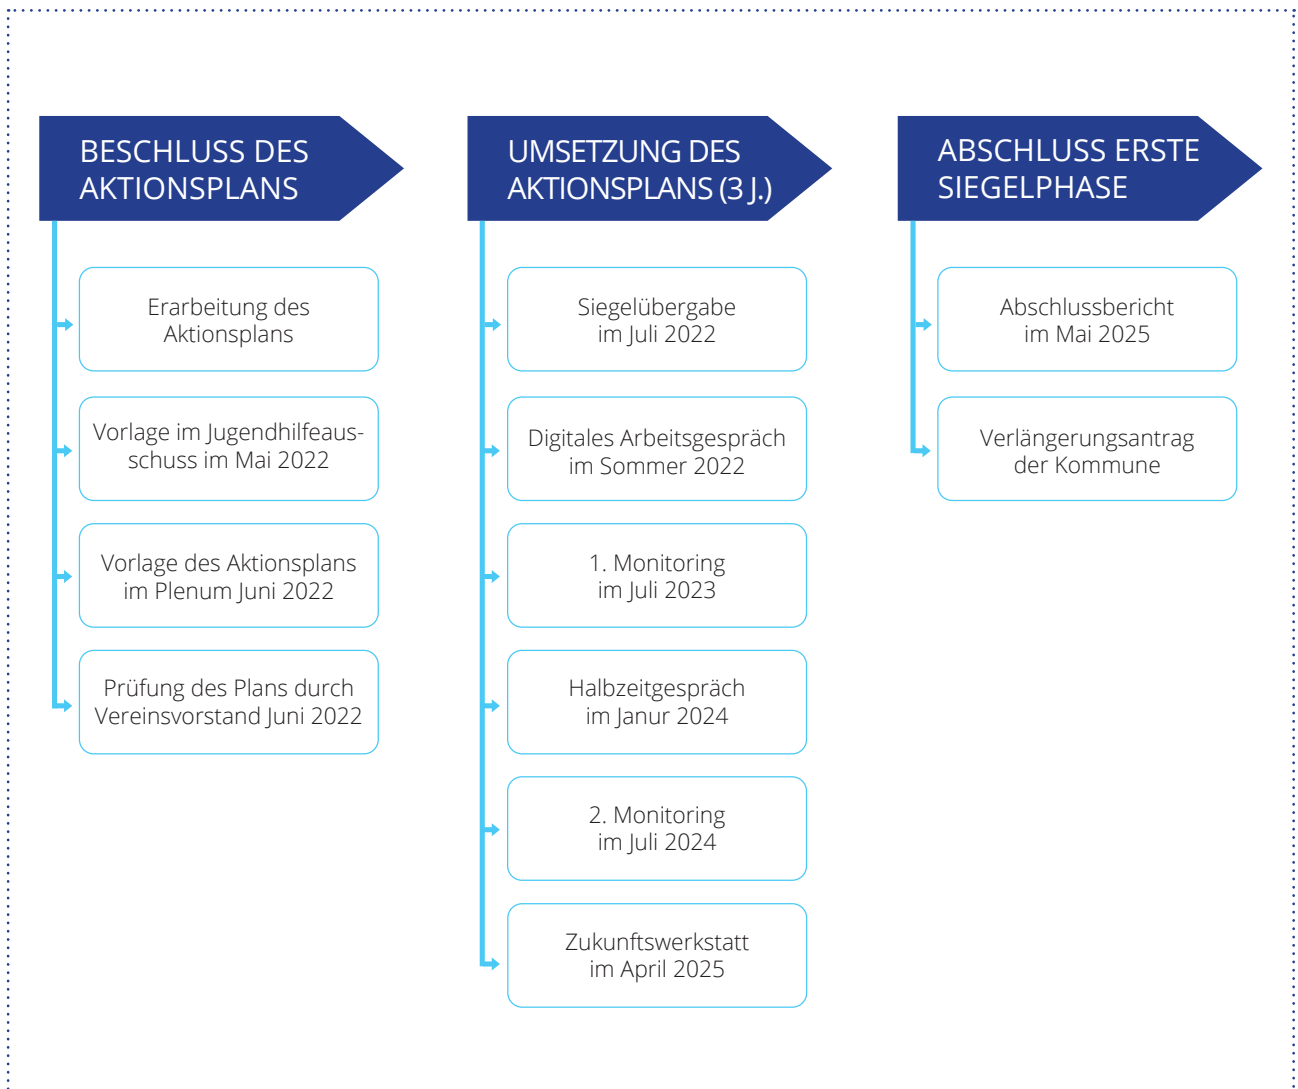 BESCHLUSS DES
AKTIONSPLANS
Erarbeitung des
Aktionsplans
Vorlage im Jugendhilfeaus-
schuss im Mai 2022
Vorlage des Aktionsplans
im Plenum Juni 2022
Prüfung des Plans durch
Vereinsvorstand Juni 2022
UMSETZUNG DES
AKTIONSPLANS (3 J.)
Siegelübergabe
im Juli 2022
Digitales Arbeitsgespräch
im Sommer 2022
1. Monitoring
im Juli 2023
Halbzeitgespräch
im Janur 2024
2. Monitoring
im Juli 2024
Zukunftswerkstatt
im April 2025
ABSCHLUSS ERSTE
SIEGELPHASE
Abschlussbericht
im Mai 2025
Verlängerungsantrag
der Kommune